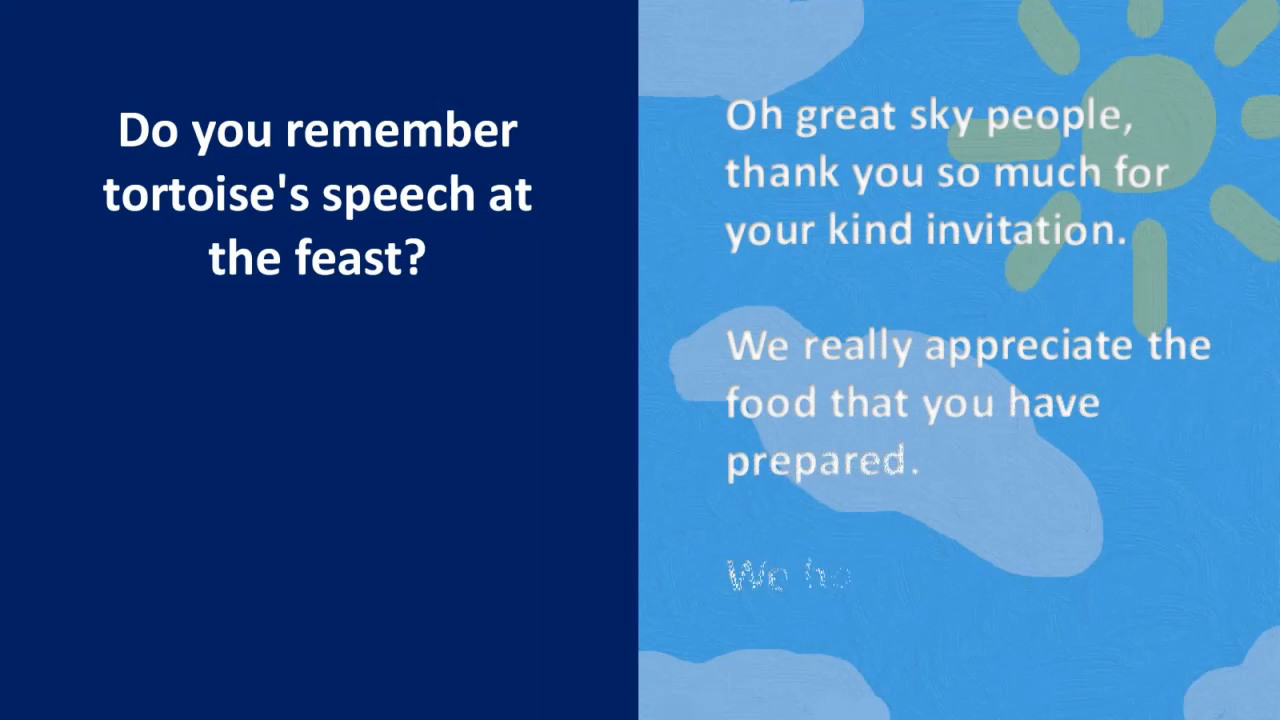 Do you remember
tortoise's speech at
the feast?
Oh great sky people,
thank you so much for
your kind invitation.
We really appreciate the
food that you have
prepared.
We